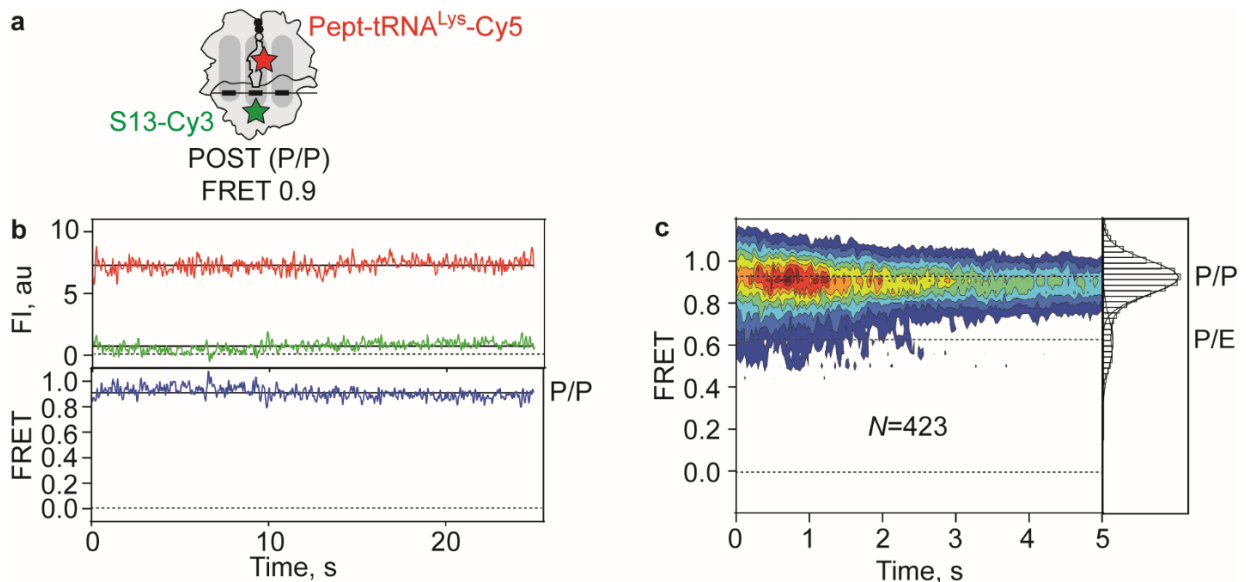 a
Pept-tRNA^Lys-Cy5
S13-Cy3
POST (P/P)
FRET 0.9
b
10
5
0
FI, au
1.0
0.8
0.6
0.4
0.2
0.0
FRET
P/P
0 10 20
Time, s
c
1.0
0.8
0.6
0.4
0.2
0.0
FRET
P/P
P/E
N=423
0 1 2 3 4 5
Time, s